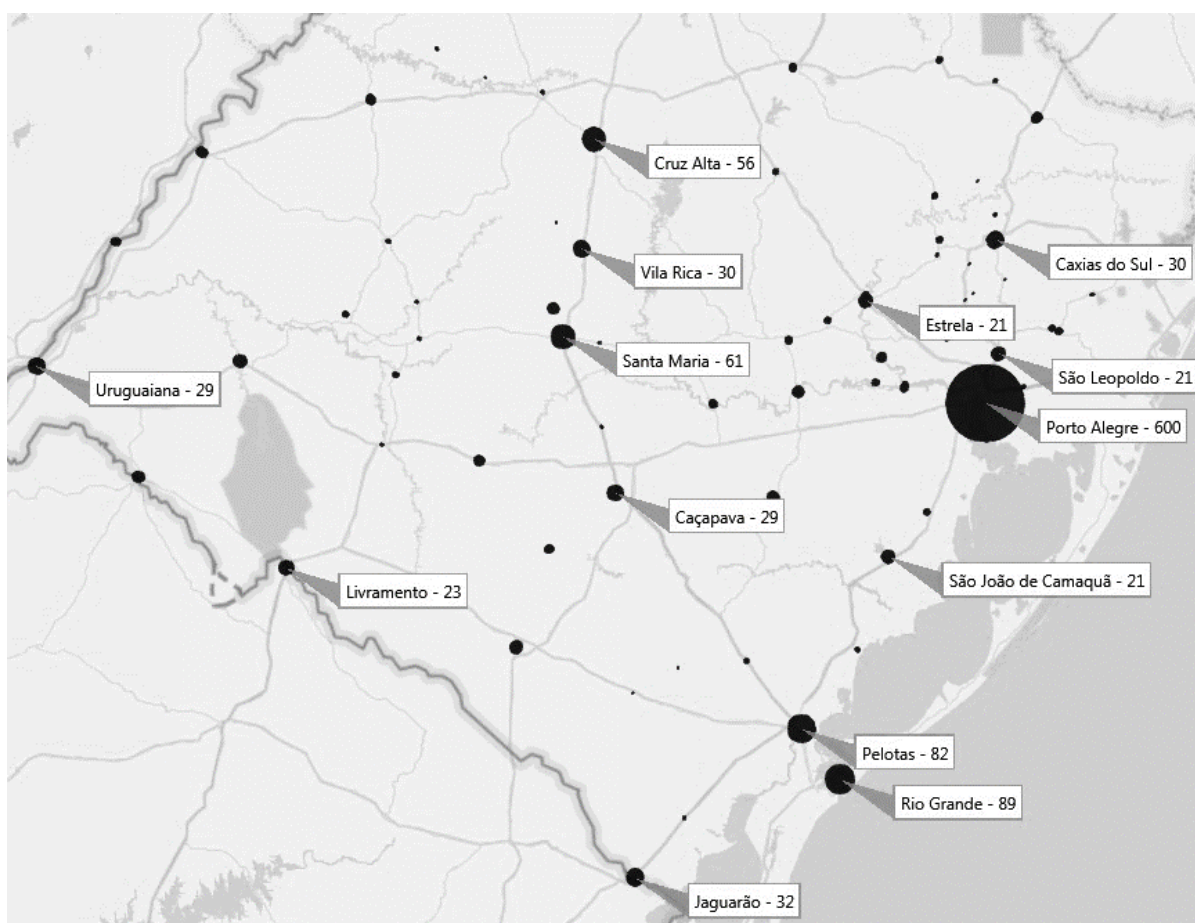 Cruz Alta - 56
Vila Rica - 30
Caxias do Sul - 30
Estrela - 21
Santa Maria - 61
São Leopoldo - 21
Uruguaiana - 29
Porto Alegre - 600
Caçapava - 29
São João de Camaquã - 21
Livramento - 23
Pelotas - 82
Rio Grande - 89
Jaguarão - 32